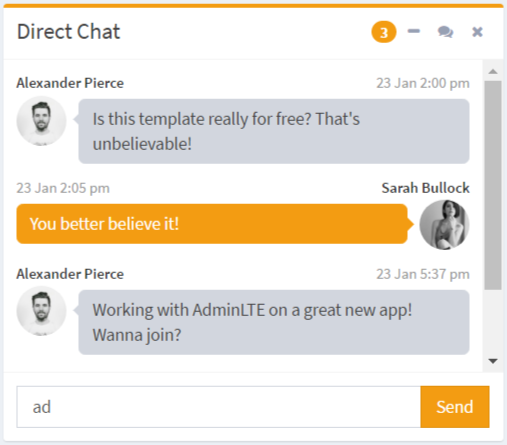 Direct Chat
3
Alexander Pierce
23 Jan 2:00 pm
Is this template really for free? That's
unbelievable!
23 Jan 2:05 pm
Sarah Bullock
You better believe it!
Alexander Pierce
23 Jan 5:37 pm
Working with AdminLTE on a great new app!
Wanna join?
ad
Send